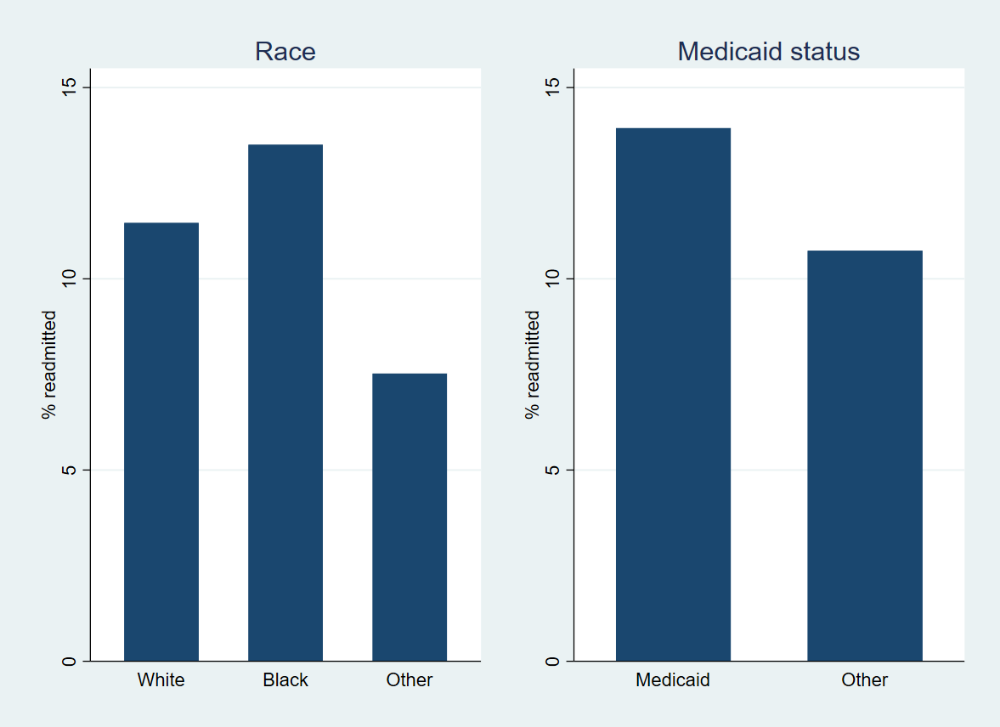 Race
% readmitted
15
10
5
0
White Black Other
Medicaid status
% readmitted
15
10
5
0
Medicaid Other